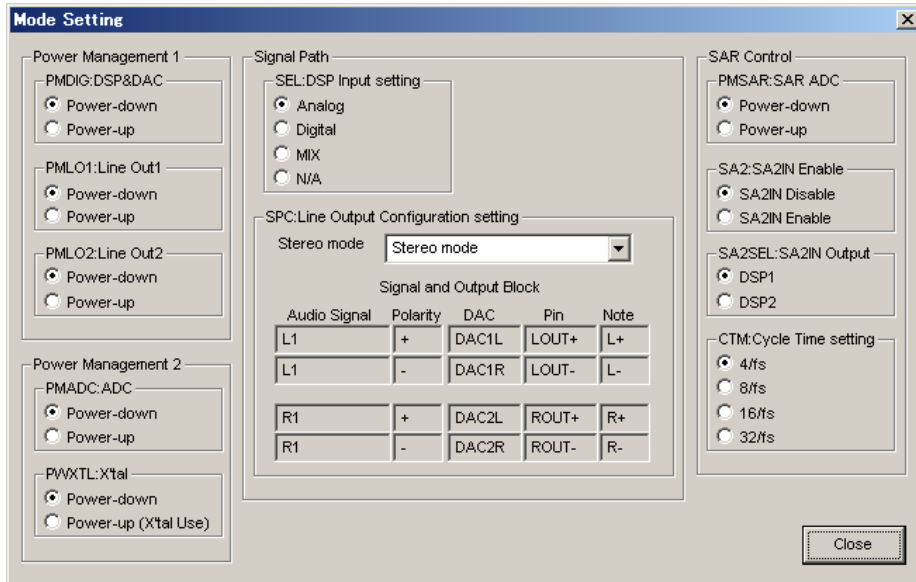 Mode Setting
Power Management 1
PMDIG:DSP&DAC
Power-down
Power-up
PMLO1:Line Out1
Power-down
Power-up
PMLO2:Line Out2
Power-down
Power-up
Power Management 2
PMADC:ADC
Power-down
Power-up
PWXTL:X'tal
Power-down
Power-up (X'tal Use)
Signal Path
SEL:DSP Input setting
Analog
Digital
MIX
N/A
SPC:Line Output Configuration setting
Stereo mode Stereo mode
Signal and Output Block
Audio Signal Polarity DAC Pin Note
L1 + DAC1L LOUT+ L+
L1 - DAC1R LOUT- L-
R1 + DAC2L ROUT+ R+
R1 - DAC2R ROUT- R-
SAR Control
PMSAR:SAR ADC
Power-down
Power-up
SA2:SA2IN Enable
SA2IN Disable
SA2IN Enable
SA2SEL:SA2IN Output
DSP1
DSP2
CTM:Cycle Time setting
4/fs
8/fs
16/fs
32/fs
Close